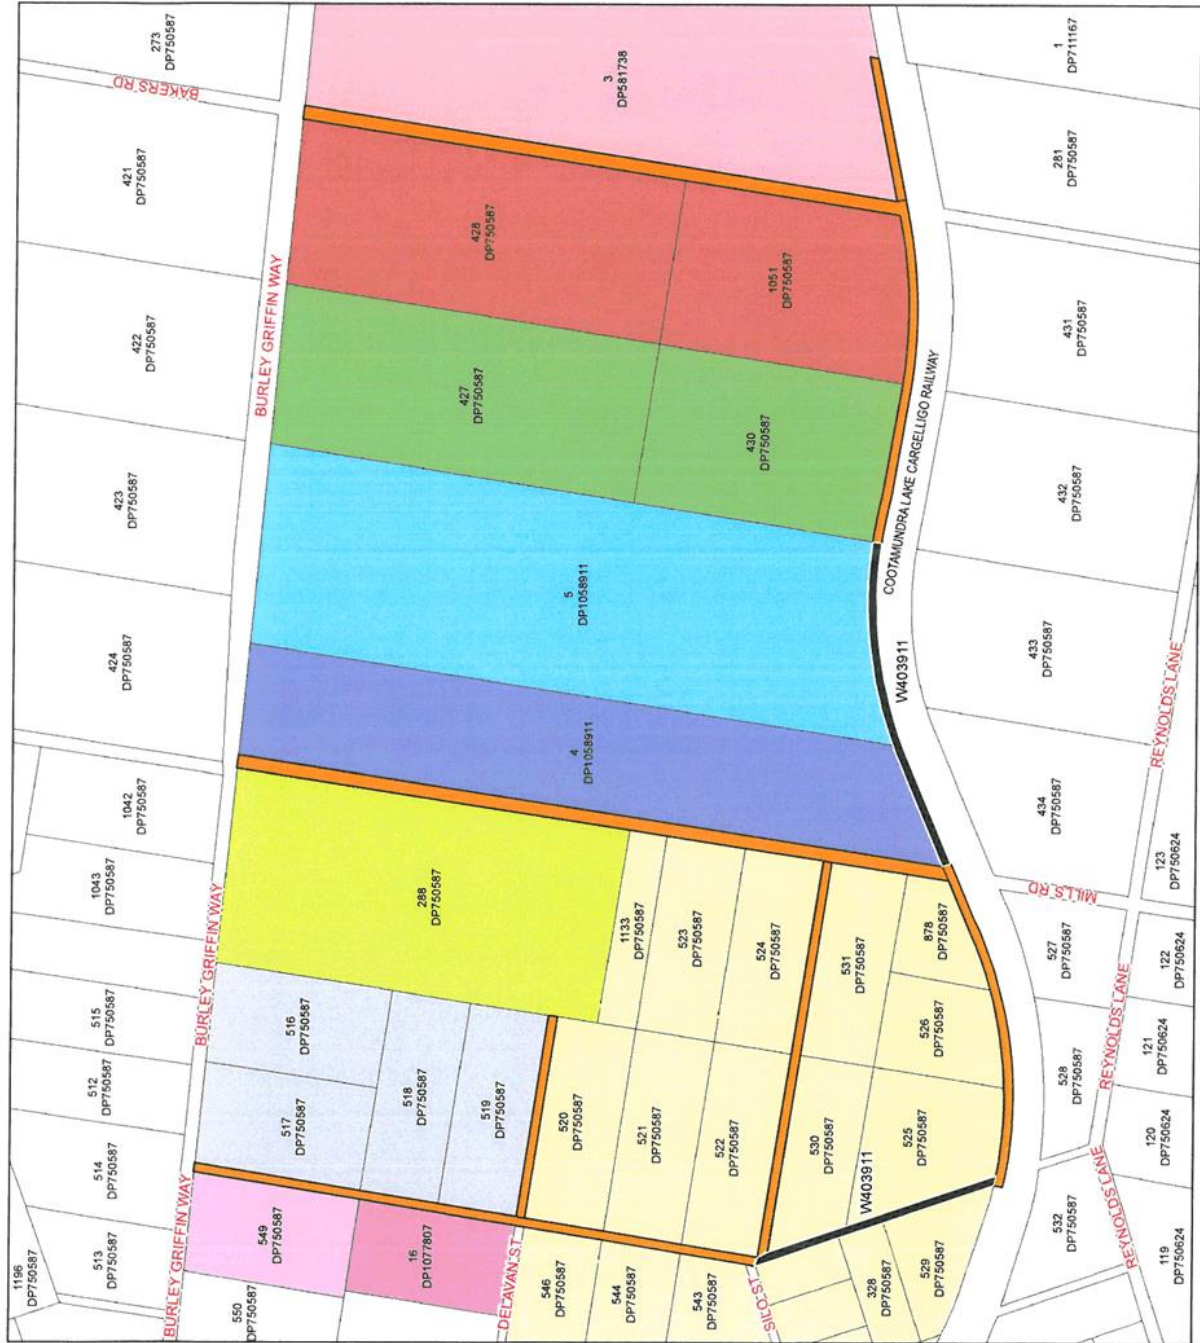 273
DP750587
BAKERS RD
3
DP581738
1
DP711167
421
DP750587
428
DP750587
1051
DP750587
281
DP750587
BURLEY GRIFFIN WAY
422
DP750587
427
DP750587
430
DP750587
COOTAMUNDRA LAKE CARGELLIGO RAILWAY
431
DP750587
423
DP750587
432
DP750587
424
DP750587
5
DP1058911
W403911
433
DP750587
REYNOLDS LANE
1042
DP750587
4
DP1058911
434
DP750587
123
DP750624
1043
DP750587
BURLEY GRIFFIN WAY
288
DP750587
1133
DP750587
523
DP750587
524
DP750587
531
DP750587
878
DP750587
MILLS RD
527
DP750587
122
DP750624
515
DP750587
516
DP750587
526
DP750587
REYNOLDS LANE
121
DP750624
512
DP750587
517
DP750587
518
DP750587
519
DP750587
520
DP750587
521
DP750587
522
DP750587
530
DP750587
525
DP750587
528
DP750587
120
DP750624
514
DP750587
W403911
532
DP750587
REYNOLDS LANE
119
DP750624
1196
DP750587
513
DP750587
BURLEY GRIFFIN WAY
549
DP750587
550
DP750587
16
DP1077807
DELAVAN ST
546
DP750587
544
DP750587
543
DP750587
SILO ST
328
DP750587
529
DP750587